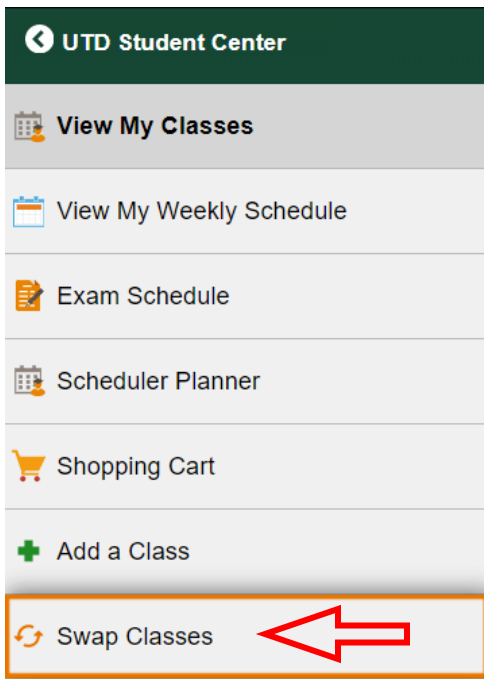 UTD Student Center
View My Classes
View My Weekly Schedule
Exam Schedule
Scheduler Planner
Shopping Cart
Add a Class
Swap Classes